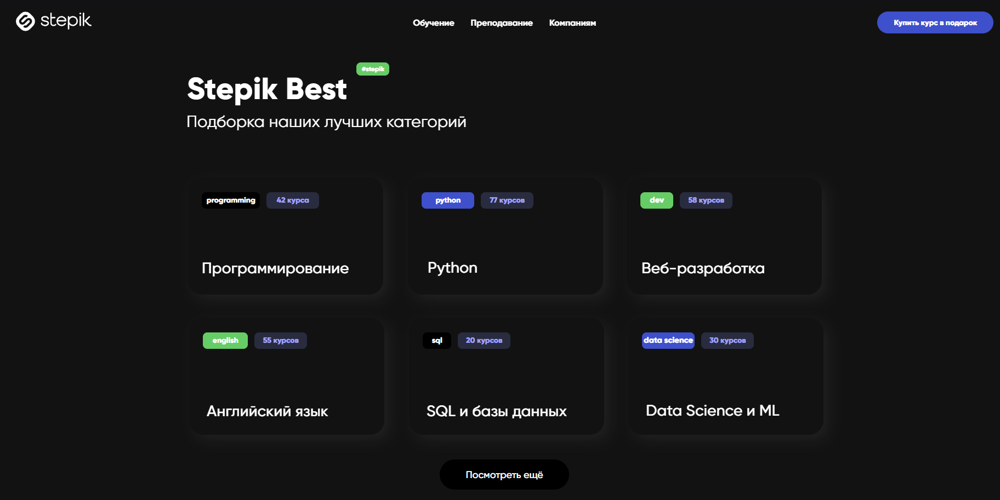 stepik
Обучение Преподавание Компаниям
Купить курс в подарок
#stepik
Stepik Best
Подборка наших лучших категорий
programming 42 курса
Программирование
python 77 курсов
Python
dev 58 курсов
Веб-разработка
english 55 курсов
Английский язык
sql 20 курсов
SQL и базы данных
data science 30 курсов
Data Science и ML
Посмотреть ещё